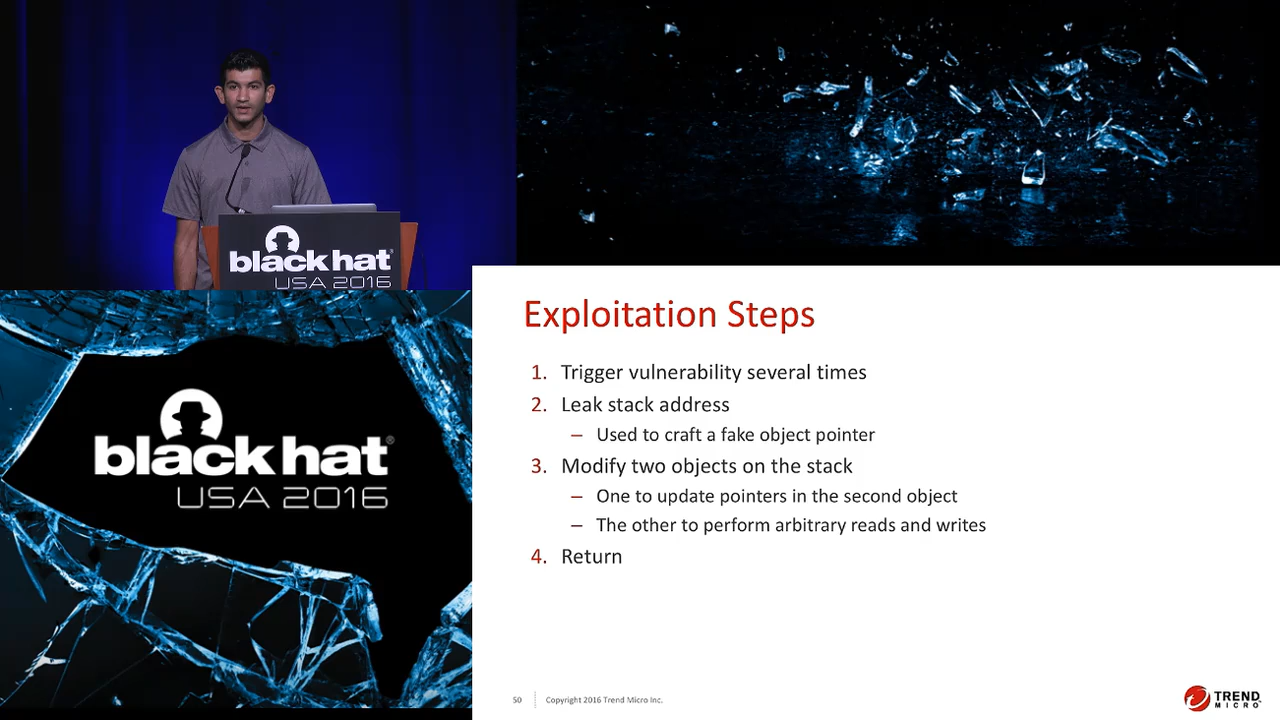 black hat®
USA 2016
black hat®
USA 2016
Exploitation Steps
1. Trigger vulnerability several times
2. Leak stack address
– Used to craft a fake object pointer
3. Modify two objects on the stack
– One to update pointers in the second object
– The other to perform arbitrary reads and writes
4. Return
50 Copyright 2016 Trend Micro Inc.
TREND
MICRO